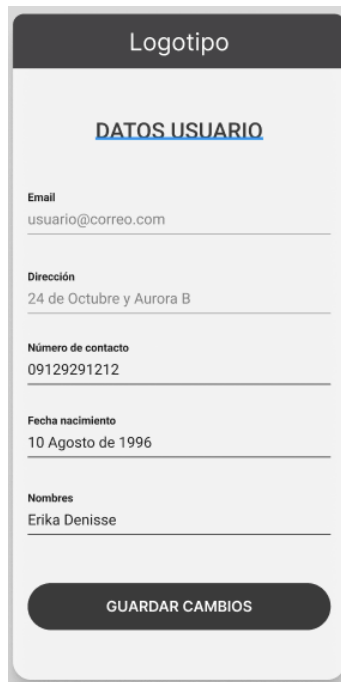 Logotipo
DATOS USUARIO
Email
usuario@correo.com
Dirección
24 de Octubre y Aurora B
Número de contacto
09129291212
Fecha nacimiento
10 Agosto de 1996
Nombres
Erika Denisse
GUARDAR CAMBIOS